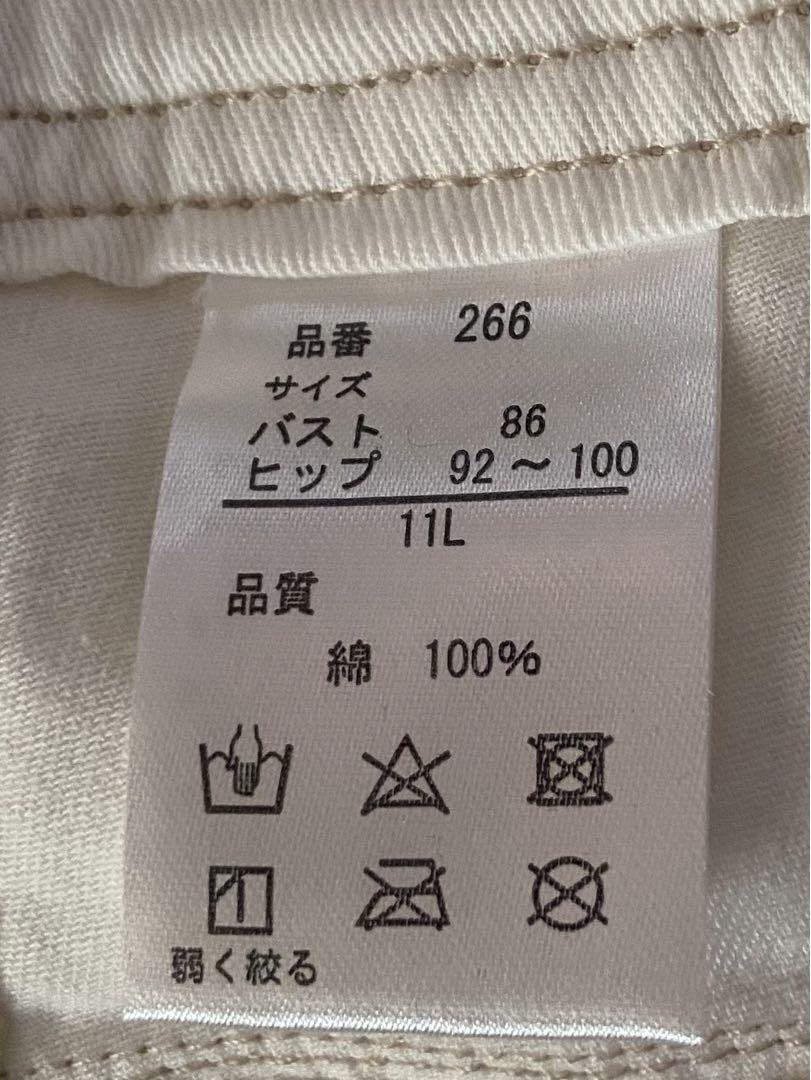 品番 266
サイズ
バスト 86
ヒップ 92～100
11L
品質
綿 100%
弱く絞る